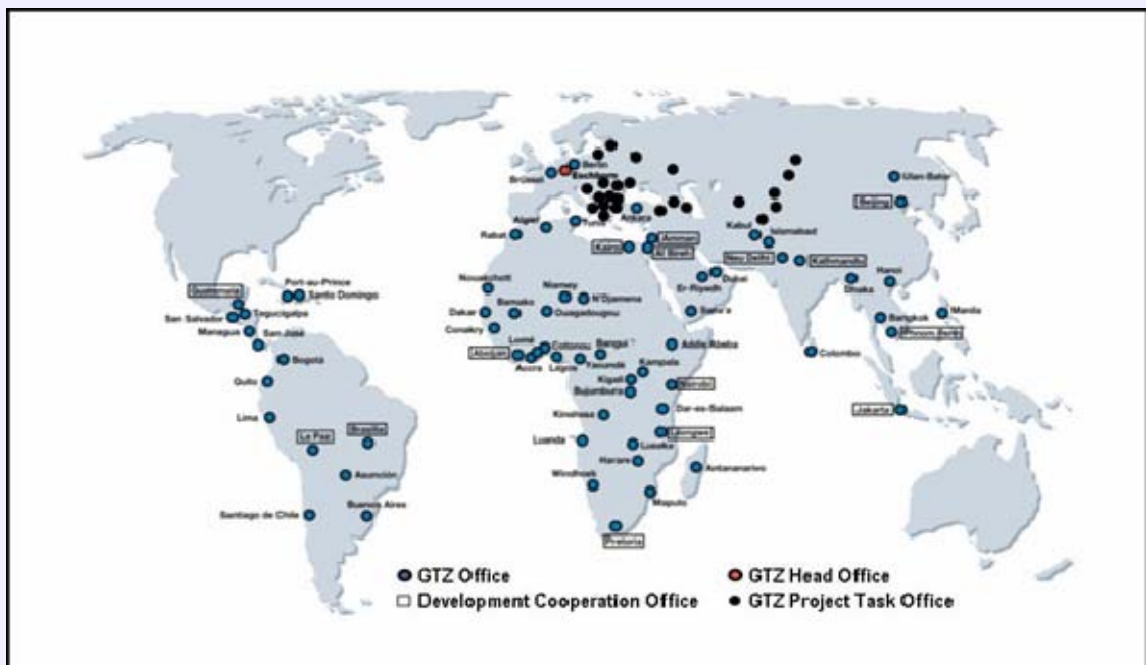 Berlin
Brüssel
Eschborn
Ulan-Bator
Beijing
Ankara
Kabul
Islamabad
Algier
Tunis
Rabat
Amman
Kairo
Al Bireh
Neu Delhi
Kathmandu
Hanoi
Dubai
Er-Riyadh
Dhaka
Nouakchott
Niamey
N'Djamena
Port-au-Prince
Santo Domingo
Guatemala
Tegucigalpa
San Salvador
Managua
San José
Dakar
Bamako
Ouagadougou
Sana'a
Bangkok
Manila
Phnom Penh
Conakry
Lomé
Cotonou
Bangui
Addis Abeba
Abidjan
Accra
Lagos
Yaoundé
Kampala
Colombo
Bogotá
Kigali
Nairobi
Quito
Bujumbura
Lima
Kinshasa
Dar-es-Salaam
Jakarta
La Paz
Brasilia
Luanda
Lilongwe
Lusaka
Harare
Antananarivo
Asunción
Windhoek
Maputo
Santiago de Chile
Buenos Aires
Pretoria
GTZ Office
GTZ Head Office
Development Cooperation Office
GTZ Project Task Office